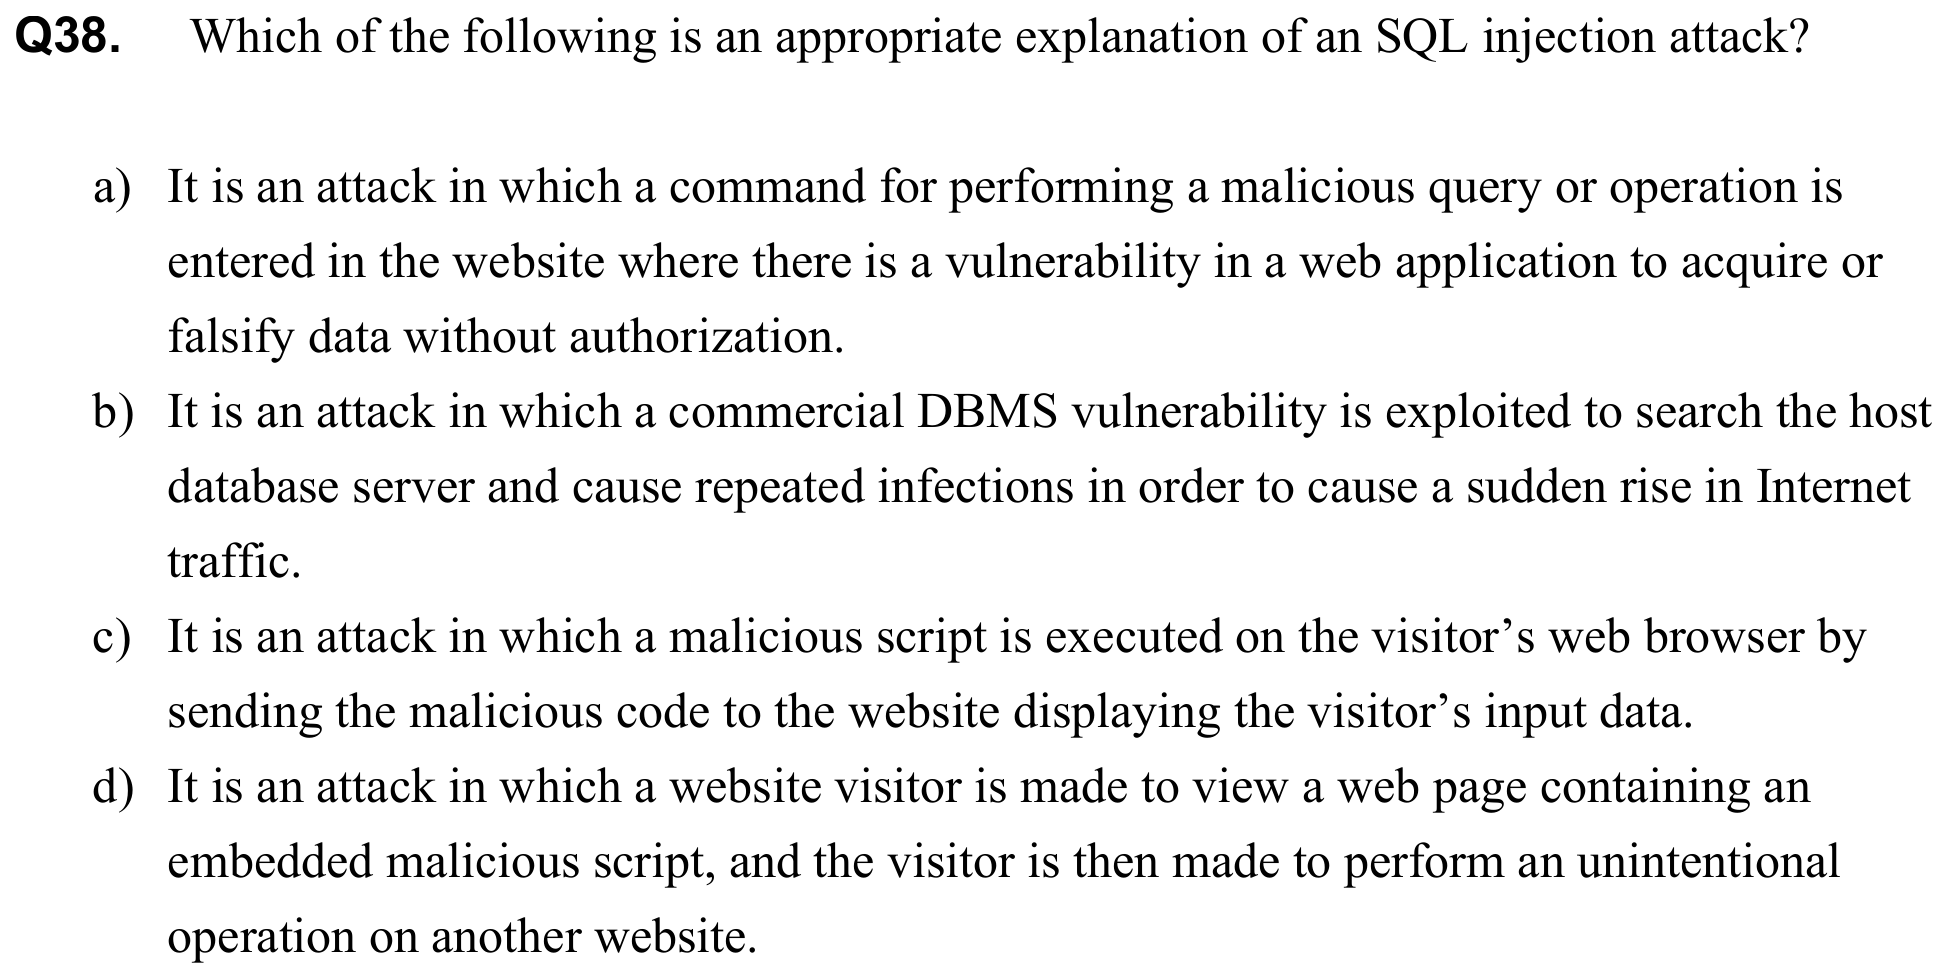 Q38. Which of the following is an appropriate explanation of an SQL injection attack?
a) It is an attack in which a command for performing a malicious query or operation is
entered in the website where there is a vulnerability in a web application to acquire or
falsify data without authorization.
b) It is an attack in which a commercial DBMS vulnerability is exploited to search the host
database server and cause repeated infections in order to cause a sudden rise in Internet
traffic.
c) It is an attack in which a malicious script is executed on the visitor’s web browser by
sending the malicious code to the website displaying the visitor’s input data.
d) It is an attack in which a website visitor is made to view a web page containing an
embedded malicious script, and the visitor is then made to perform an unintentional
operation on another website.